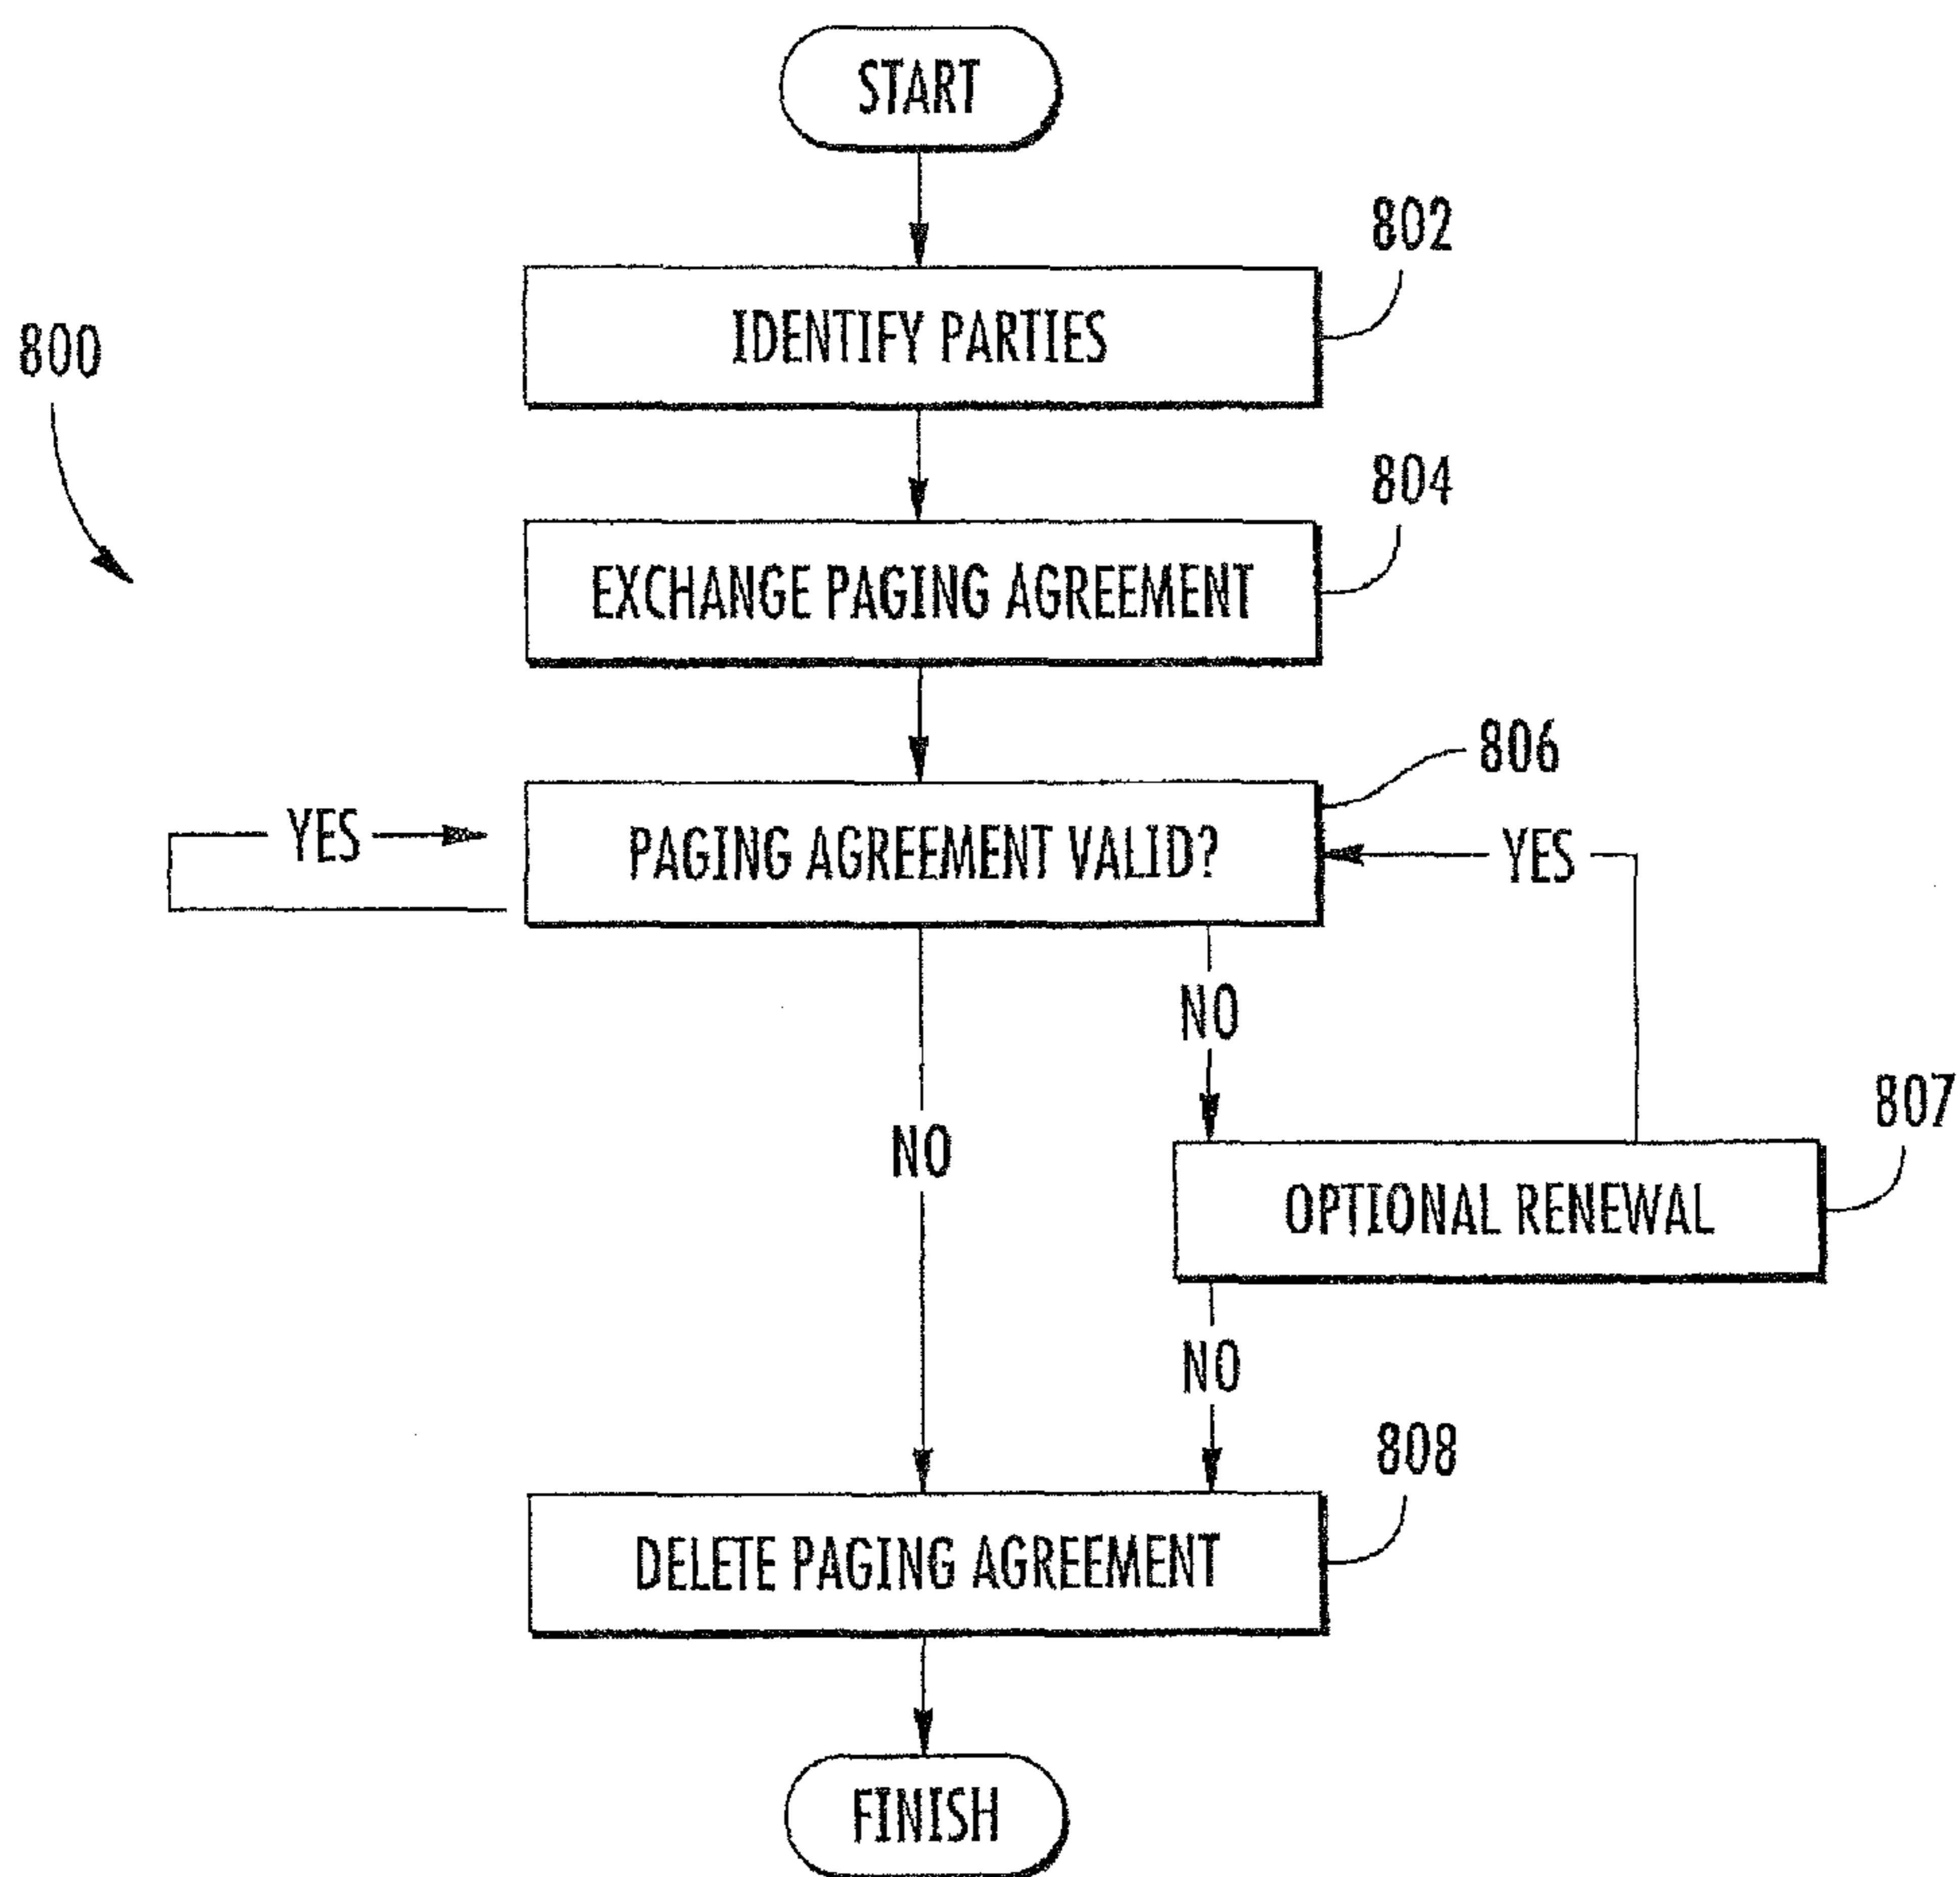 START
802
IDENTIFY PARTIES
800
804
EXCHANGE PAGING AGREEMENT
806
YES
PAGING AGREEMENT VALID?
YES
NO
807
NO
OPTIONAL RENEWAL
NO
808
DELETE PAGING AGREEMENT
FINISH